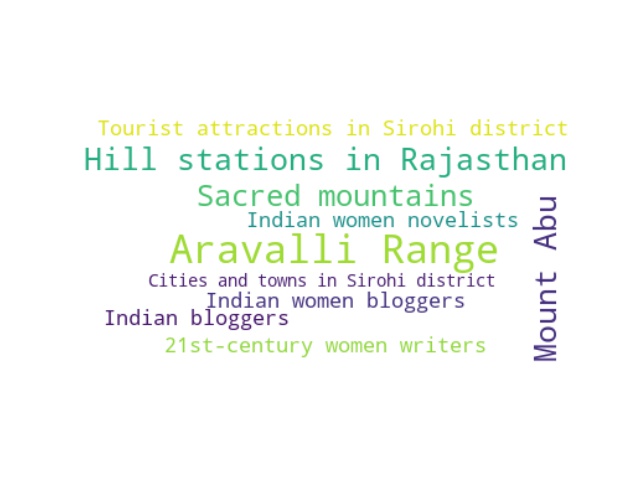 Tourist attractions in Sirohi district
Hill stations in Rajasthan
Sacred mountains
Indian women novelists
Aravalli Range
Cities and towns in Sirohi district
Indian women bloggers
Indian bloggers
21st-century women writers
Mount Abu